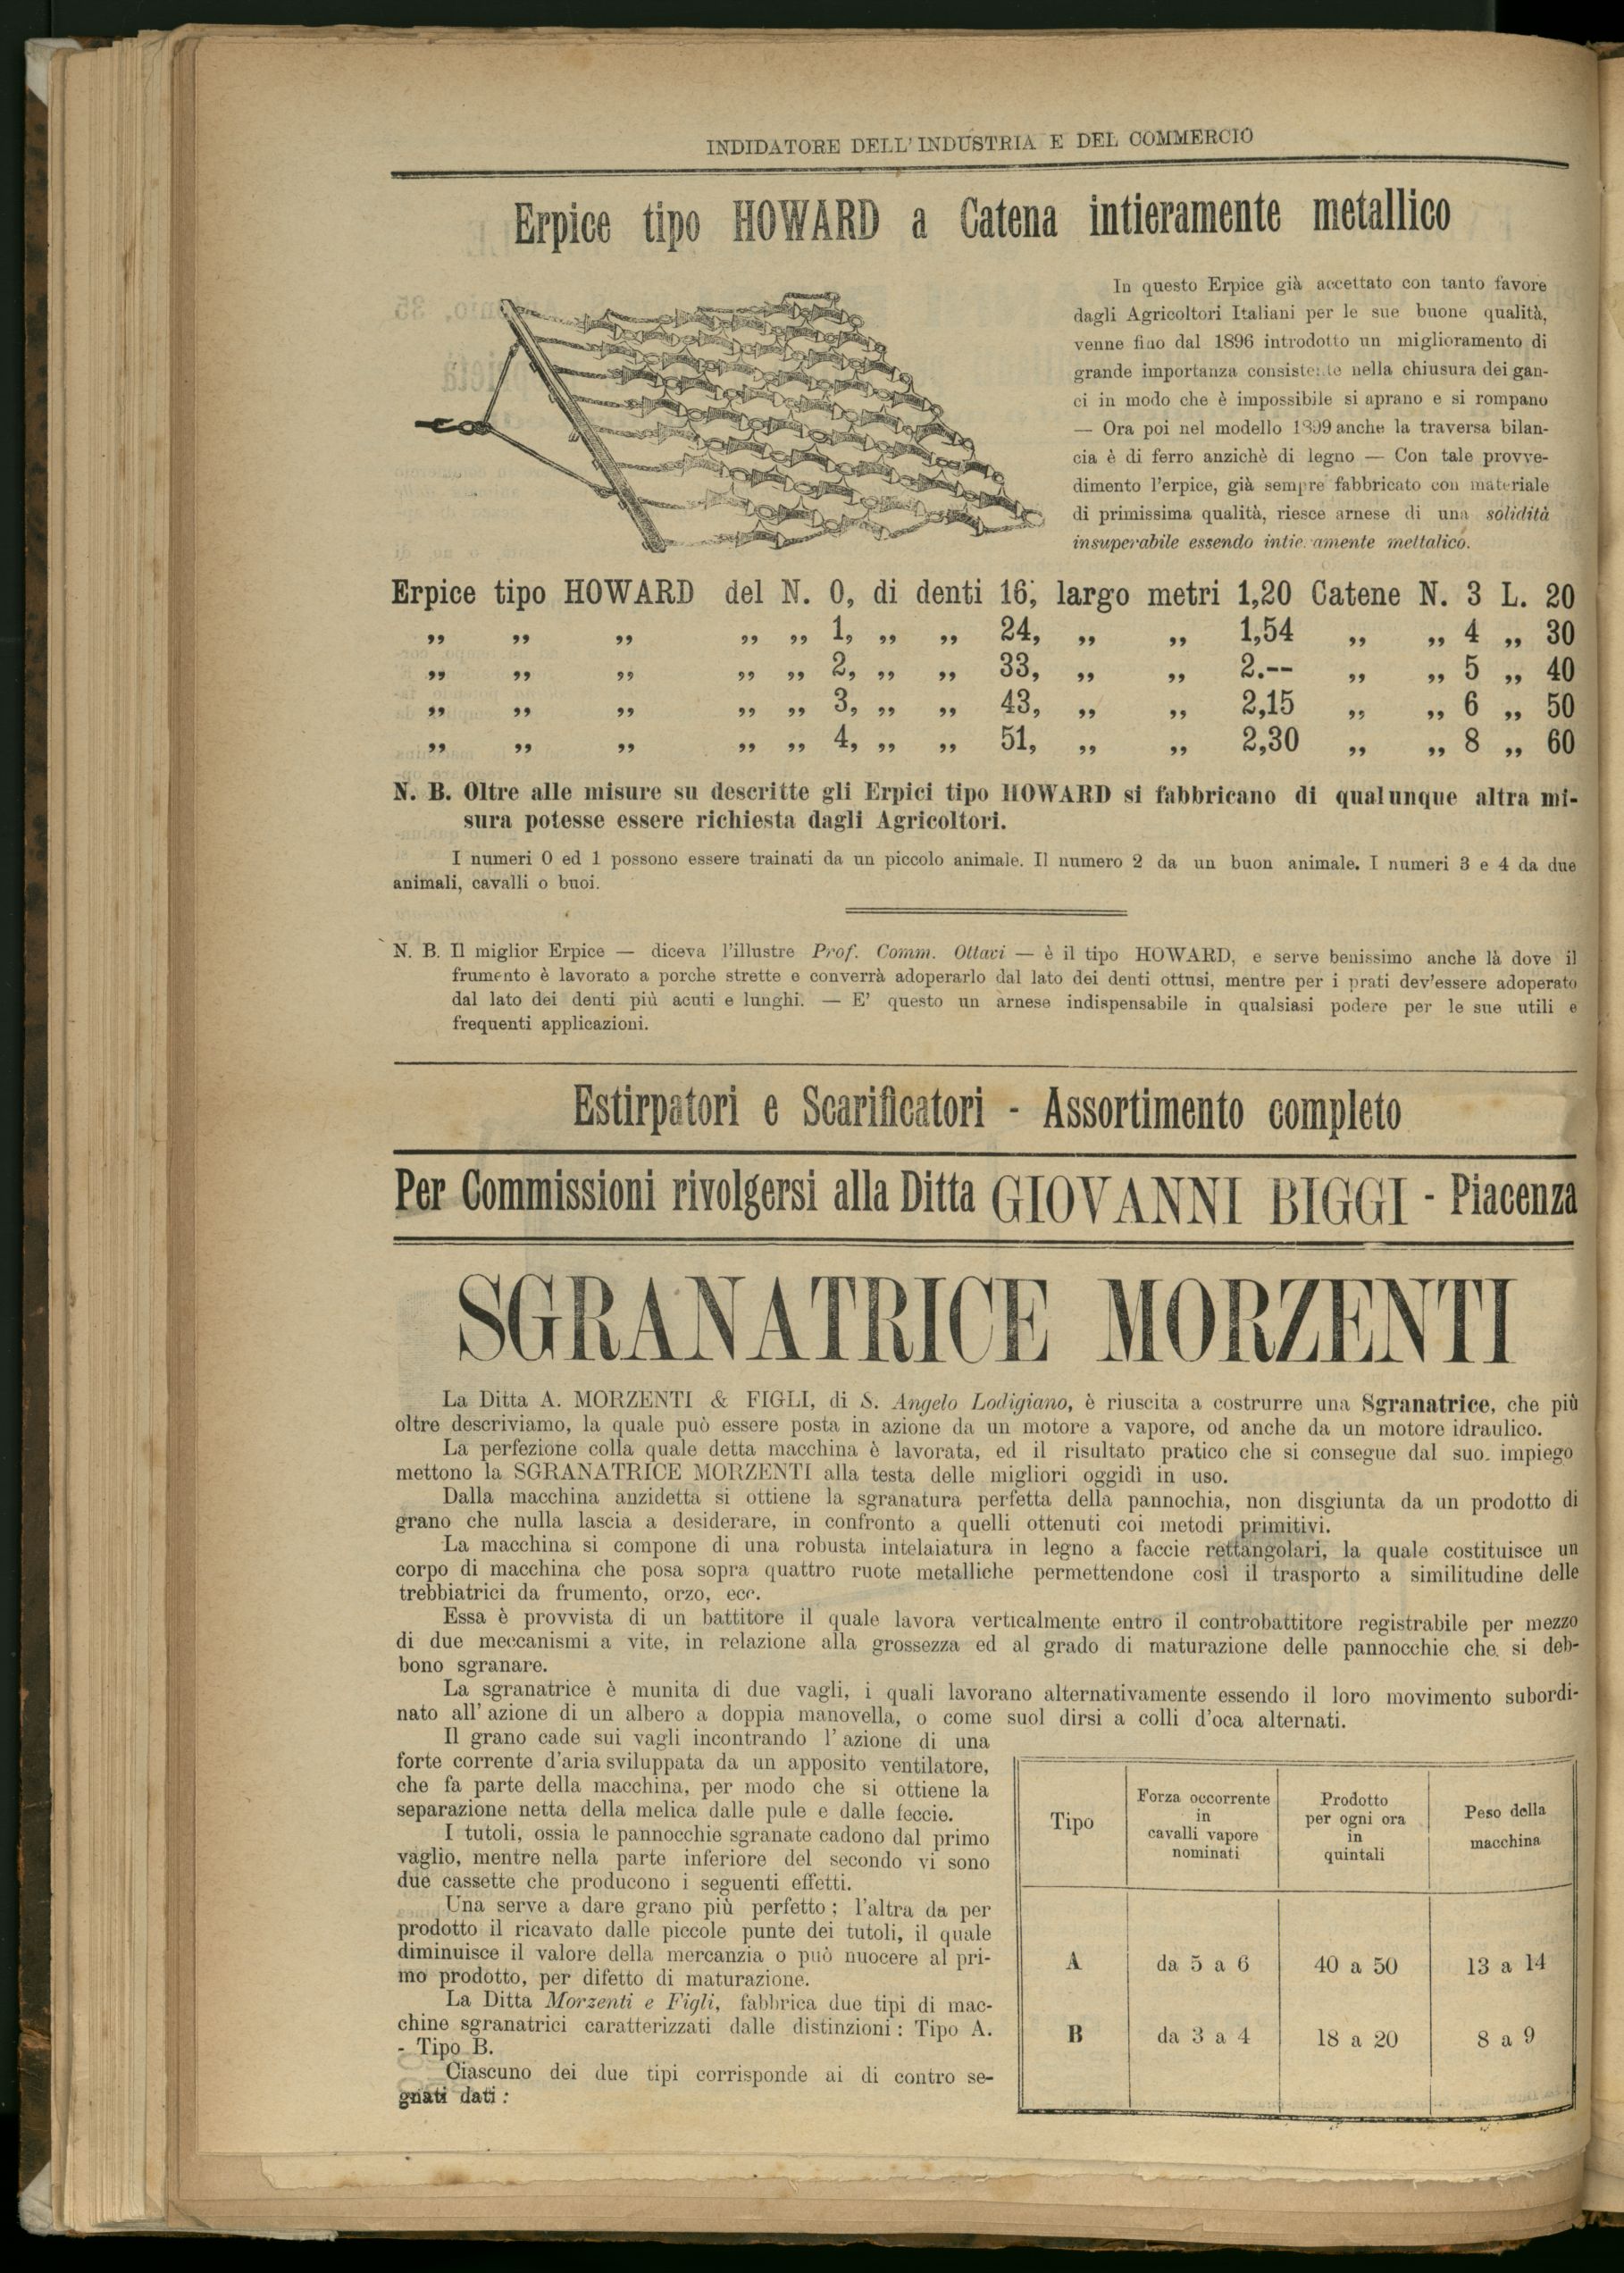 INDIDATORE DELL'INDUSTRIA E DEL COMMERCIO
Erpice tipo HOWARD a Catena intieramente metallico
In questo Erpice già accettato con tanto favore
dagli Agricoltori Italiani per le sue buone qualità,
venne fino dal 1896 introdotto un miglioramento di
grande importanza consistente nella chiusura dei gan-
ci in modo che è impossibile si aprano e si rompano
— Ora poi nel modello 1899 anche la traversa bilan-
cia è di ferro anzichè di legno — Con tale provve-
dimento l'erpice, già sempre fabbricato con materiale
di primissima qualità, riesce arnese di una solidità
insuperabile essendo intieramente mettalico.
Erpice tipo HOWARD del N. 0, di denti 16, largo metri 1,20 Catene N. 3 L. 20
„ „ „ „ „ 1, „ „ 24, „ „ 1,54 „ „ 4 „ 30
„ „ „ „ „ 2, „ „ 33, „ „ 2.-- „ „ 5 „ 40
„ „ „ „ „ 3, „ „ 43, „ „ 2,15 „ „ 6 „ 50
„ „ „ „ „ 4, „ „ 51, „ „ 2,30 „ „ 8 „ 60
N. B. Oltre alle misure su descritte gli Erpici tipo HOWARD si fabbricano di qualunque altra mi-
sura potesse essere richiesta dagli Agricoltori.
I numeri 0 ed 1 possono essere trainati da un piccolo animale. Il numero 2 da un buon animale. I numeri 3 e 4 da due
animali, cavalli o buoi.
N. B. Il miglior Erpice — diceva l'illustre Prof. Comm. Ottavi — è il tipo HOWARD, e serve benissimo anche là dove il
frumento è lavorato a porche strette e converrà adoperarlo dal lato dei denti ottusi, mentre per i prati dev'essere adoperato
dal lato dei denti più acuti e lunghi. — E' questo un arnese indispensabile in qualsiasi podere per le sue utili e
frequenti applicazioni.
Estirpatori e Scarificatori - Assortimento completo
Per Commissioni rivolgersi alla Ditta GIOVANNI BIGGI - Piacenza
SGRANATRICE MORZENTI
La Ditta A. MORZENTI & FIGLI, di S. Angelo Lodigiano, è riuscita a costrurre una Sgranatrice, che più
oltre descriviamo, la quale può essere posta in azione da un motore a vapore, od anche da un motore idraulico.
La perfezione colla quale detta macchina è lavorata, ed il risultato pratico che si consegue dal suo impiego
mettono la SGRANATRICE MORZENTI alla testa delle migliori oggidì in uso.
Dalla macchina anzidetta si ottiene la sgranatura perfetta della pannochia, non disgiunta da un prodotto di
grano che nulla lascia a desiderare, in confronto a quelli ottenuti coi metodi primitivi.
La macchina si compone di una robusta intelaiatura in legno a faccie rettangolari, la quale costituisce un
corpo di macchina che posa sopra quattro ruote metalliche permettendone così il trasporto a similitudine delle
trebbiatrici da frumento, orzo, ecc.
Essa è provvista di un battitore il quale lavora verticalmente entro il controbattitore registrabile per mezzo
di due meccanismi a vite, in relazione alla grossezza ed al grado di maturazione delle pannocchie che si deb-
bono sgranare.
La sgranatrice è munita di due vagli, i quali lavorano alternativamente essendo il loro movimento subordi-
nato all' azione di un albero a doppia manovella, o come suol dirsi a colli d'oca alternati.
Il grano cade sui vagli incontrando l' azione di una
forte corrente d'aria sviluppata da un apposito ventilatore,
che fa parte della macchina, per modo che si ottiene la
separazione netta della melica dalle pule e dalle feccie.
I tutoli, ossia le pannocchie sgranate cadono dal primo
vaglio, mentre nella parte inferiore del secondo vi sono
due cassette che producono i seguenti effetti.
Una serve a dare grano più perfetto; l'altra da per
prodotto il ricavato dalle piccole punte dei tutoli, il quale
diminuisce il valore della mercanzia o può nuocere al pri-
mo prodotto, per difetto di maturazione.
La Ditta Morzenti e Figli, fabbrica due tipi di mac-
chine sgranatrici caratterizzati dalle distinzioni: Tipo A.
- Tipo B.
Ciascuno dei due tipi corrisponde ai di contro se-
gnati dati:
Tipo
Forza occorrente
in
cavalli vapore
nominati
Prodotto
per ogni ora
in
quintali
Peso della
macchina
A da 5 a 6 40 a 50 13 a 14
B da 3 a 4 18 a 20 8 a 9